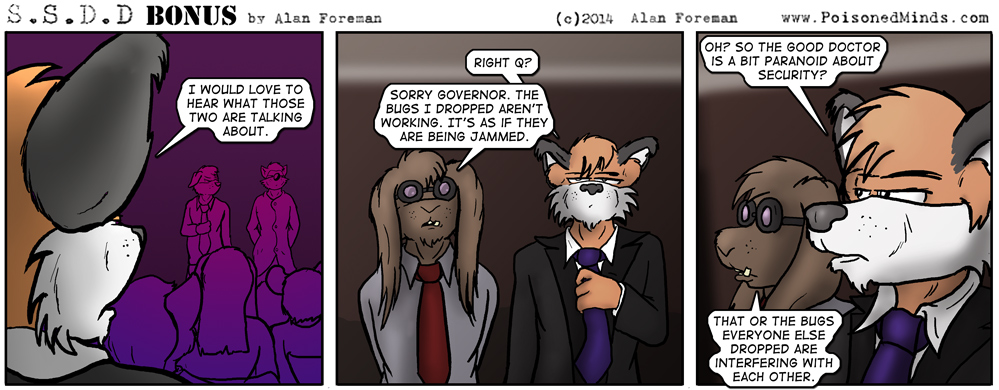 S.S.D.D BONUS by Alan Foreman (c)2014 Alan Foreman www.PoisonedMinds.com
I WOULD LOVE TO
HEAR WHAT THOSE
TWO ARE TALKING
ABOUT.
RIGHT Q?
SORRY GOVERNOR. THE
BUGS I DROPPED AREN'T
WORKING. IT'S AS IF THEY
ARE BEING JAMMED.
OH? SO THE GOOD DOCTOR
IS A BIT PARANOID ABOUT
SECURITY?
THAT OR THE BUGS
EVERYONE ELSE
DROPPED ARE
INTERFERING WITH
EACH OTHER.